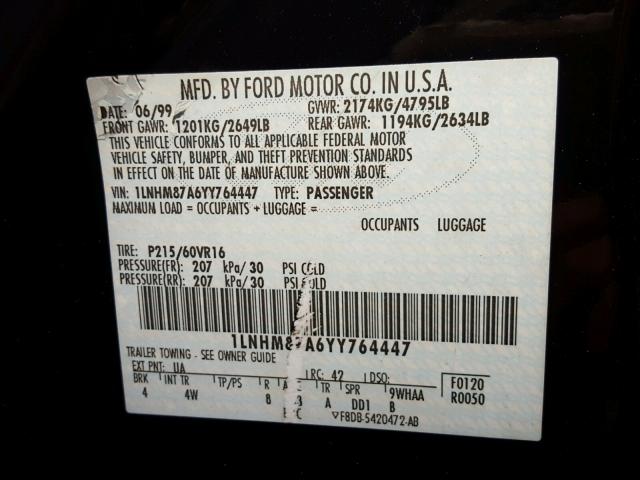 MFD. BY FORD MOTOR CO. IN U.S.A.
DATE: 06/99 GVWR: 2174KG/4795LB
FRONT GAWR: 1201KG/2649LB REAR GAWR: 1194KG/2634LB
THIS VEHICLE CONFORMS TO ALL APPLICABLE FEDERAL MOTOR
VEHICLE SAFETY, BUMPER, AND THEFT PREVENTION STANDARDS
IN EFFECT ON THE DATE OF MANUFACTURE SHOWN ABOVE.
VIN: 1LNHM87A6YY764447 TYPE: PASSENGER
MAXIMUM LOAD = OCCUPANTS + LUGGAGE =
OCCUPANTS LUGGAGE
TIRE: P215/60VR16
PRESSURE(FR): 207 kPa/30 PSI COLD
PRESSURE(RR): 207 kPa/30 PSI COLD
1LNHM87A6YY764447
TRAILER TOWING - SEE OWNER GUIDE
EXT PNT: UA RC: 42 DSO: F0120
BRK INT TR TP/PS R TR SPR 9WHAA R0050
4 4W 8 A DD1 B
F8DB-5420472-AB